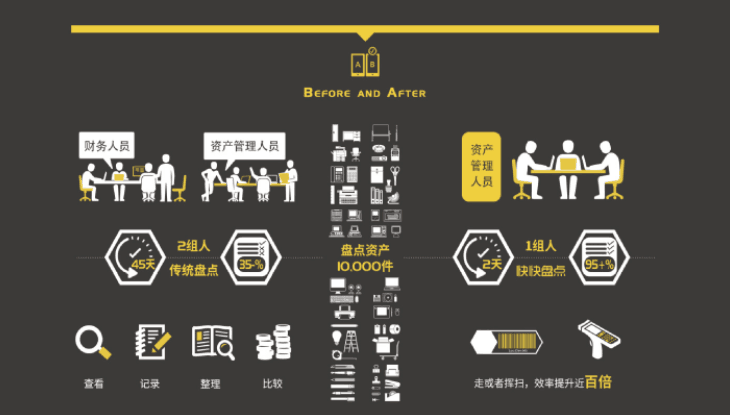 A B
BEFORE AND AFTER
财务人员
资产管理人员
资产
管理
人员
45天
2组人
传统盘点
35-%
盘点资产
10,000件
2天
1组人
快快盘点
95+%
查看
记录
整理
比较
走或者挥扫，效率提升近百倍